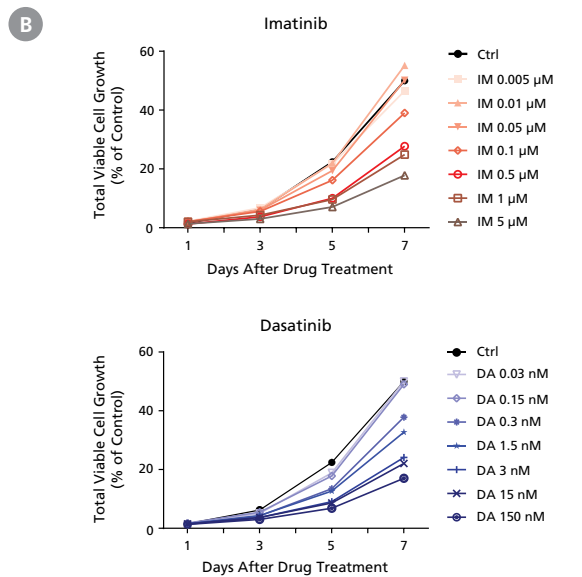 B
Imatinib
Total Viable Cell Growth
(% of Control)
60
40
20
0
1 3 5 7
Days After Drug Treatment
Ctrl
IM 0.005 µM
IM 0.01 µM
IM 0.05 µM
IM 0.1 µM
IM 0.5 µM
IM 1 µM
IM 5 µM
Dasatinib
Total Viable Cell Growth
(% of Control)
60
40
20
0
1 3 5 7
Days After Drug Treatment
Ctrl
DA 0.03 nM
DA 0.15 nM
DA 0.3 nM
DA 1.5 nM
DA 3 nM
DA 15 nM
DA 150 nM